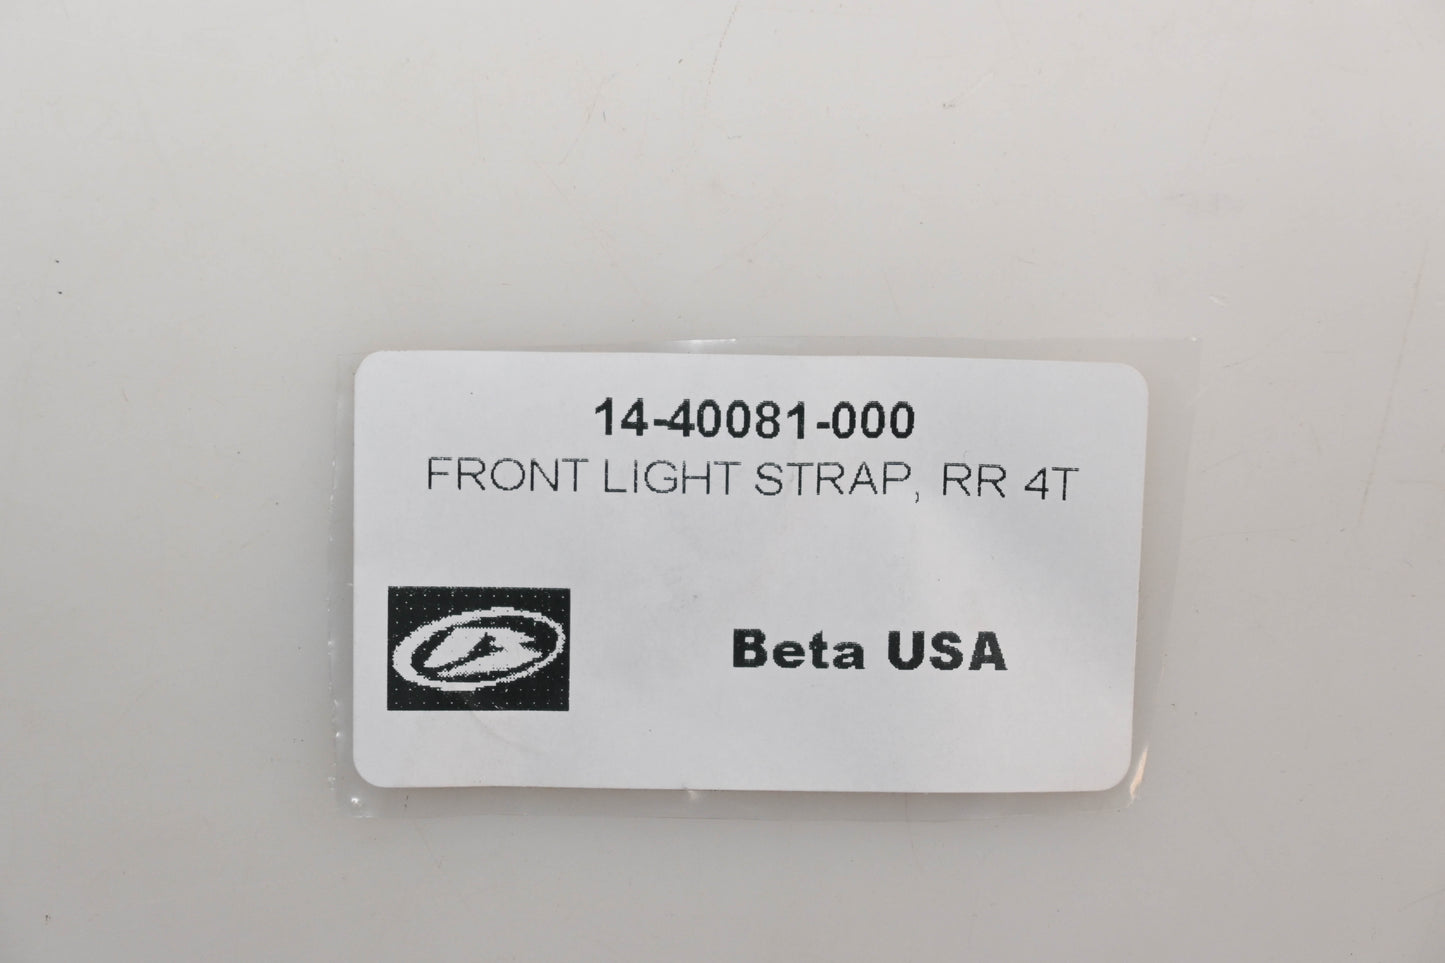 14-40081-000
FRONT LIGHT STRAP, RR 4T
Beta USA